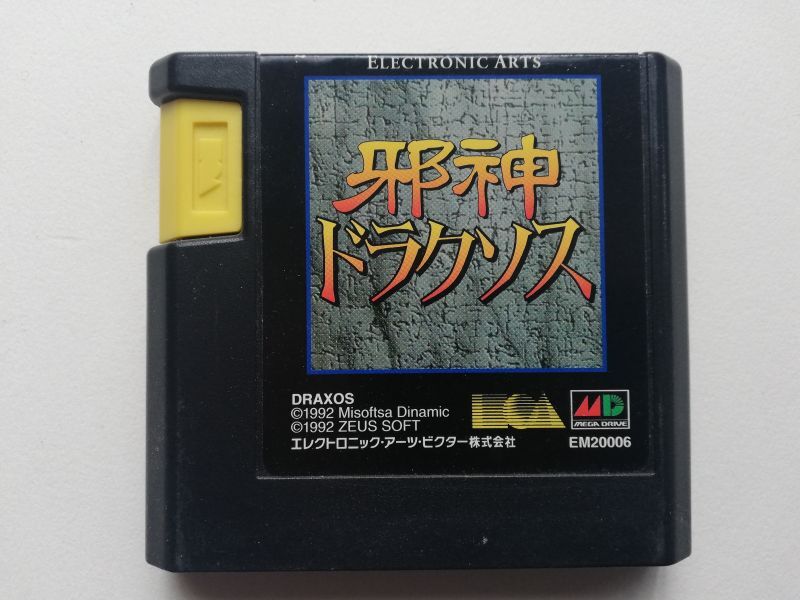 ELECTRONIC ARTS
邪神
ドラクソス
DRAXOS
©1992 Misoftsa Dinamic
©1992 ZEUS SOFT
エレクトロニック・アーツ・ビクター株式会社
ECA
MD
MEGA DRIVE
EM20006